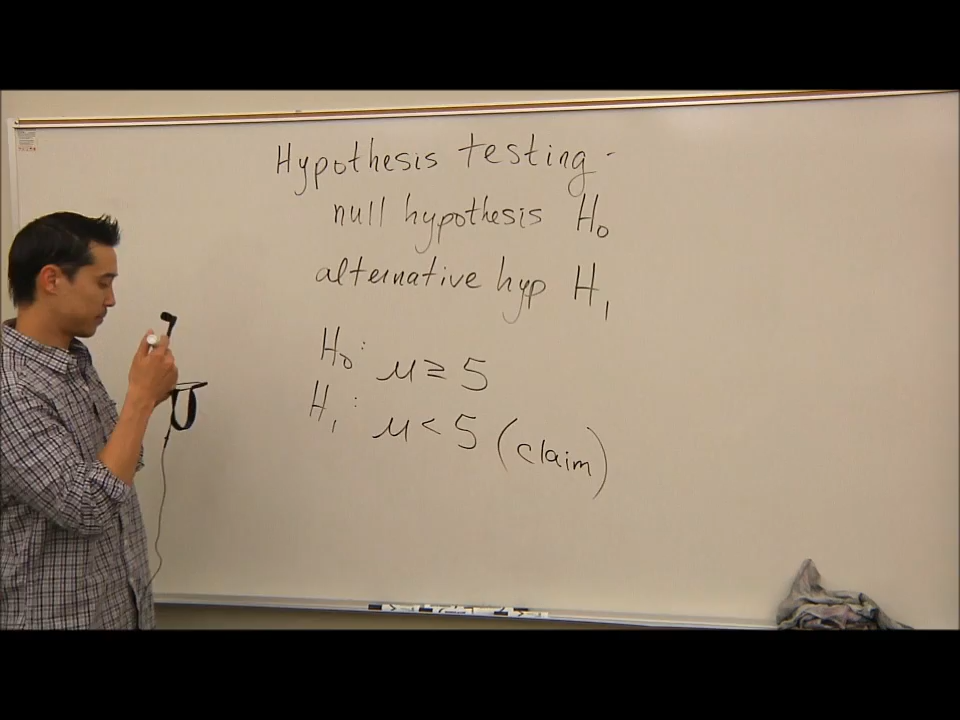 Hypothesis testing -
null hypothesis H₀
alternative hyp H₁
H₀: μ ≥ 5
H₁: μ < 5 (claim)